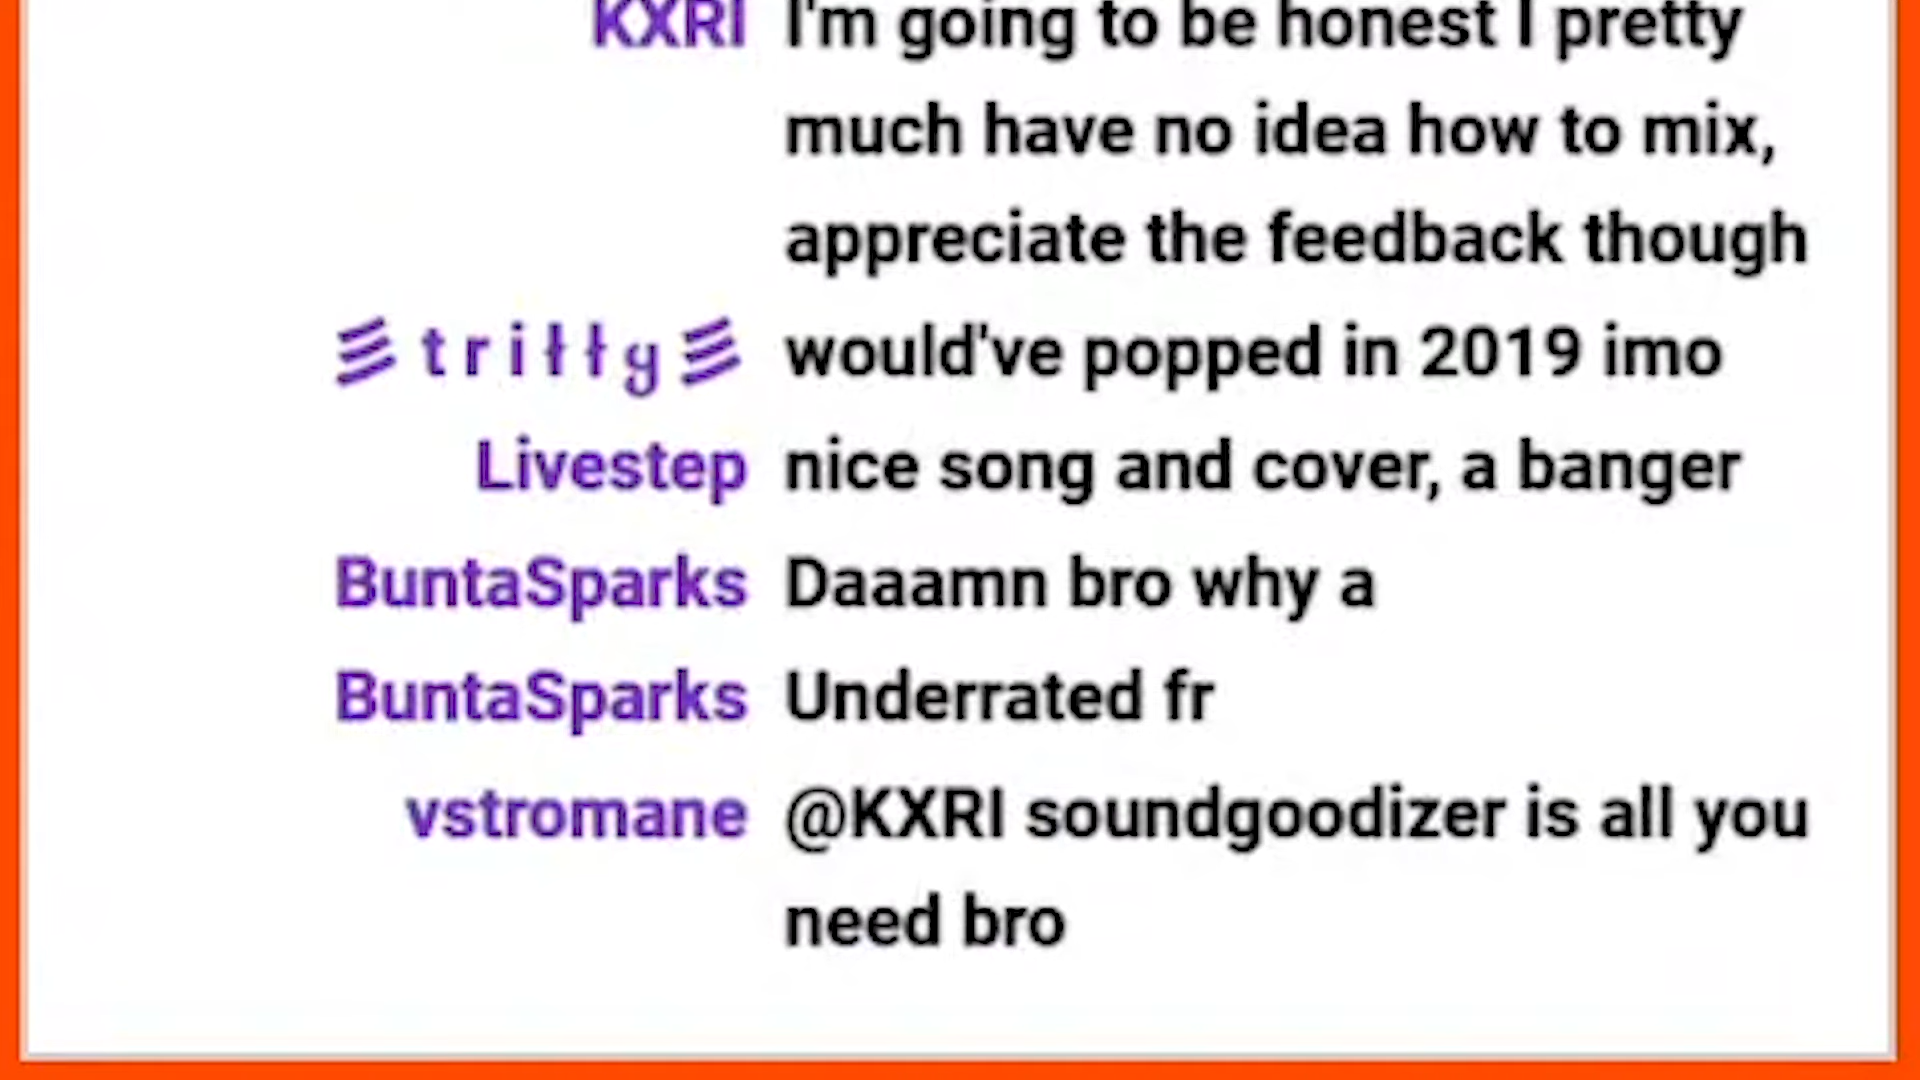 KXRI I'm going to be honest I pretty
much have no idea how to mix,
appreciate the feedback though
彡 t r i ł ł y 彡 would've popped in 2019 imo
Livestep nice song and cover, a banger
BuntaSparks Daaamn bro why a
BuntaSparks Underrated fr
vstromane @KXRI soundgoodizer is all you
need bro